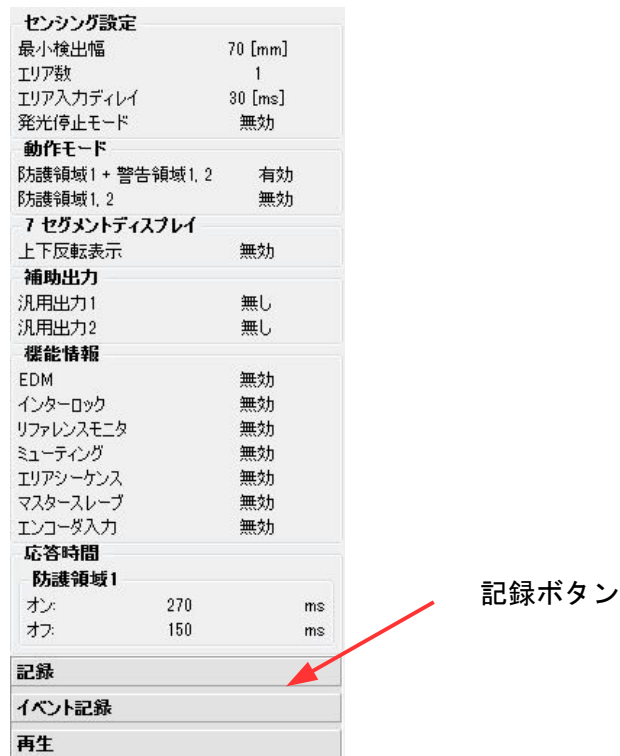 センシング設定
最小検出幅 70 [mm]
エリア数 1
エリア入力ディレイ 30 [ms]
発光停止モード 無効
動作モード
防護領域1 + 警告領域1, 2 有効
防護領域1, 2 無効
7 セグメントディスプレイ
上下反転表示 無効
補助出力
汎用出力1 無し
汎用出力2 無し
機能情報
EDM 無効
インターロック 無効
リファレンスモニタ 無効
ミューティング 無効
エリアシーケンス 無効
マスタースレーブ 無効
エンコーダ入力 無効
応答時間
防護領域1
オン: 270 ms
オフ: 150 ms
記録ボタン
記録
イベント記録
再生